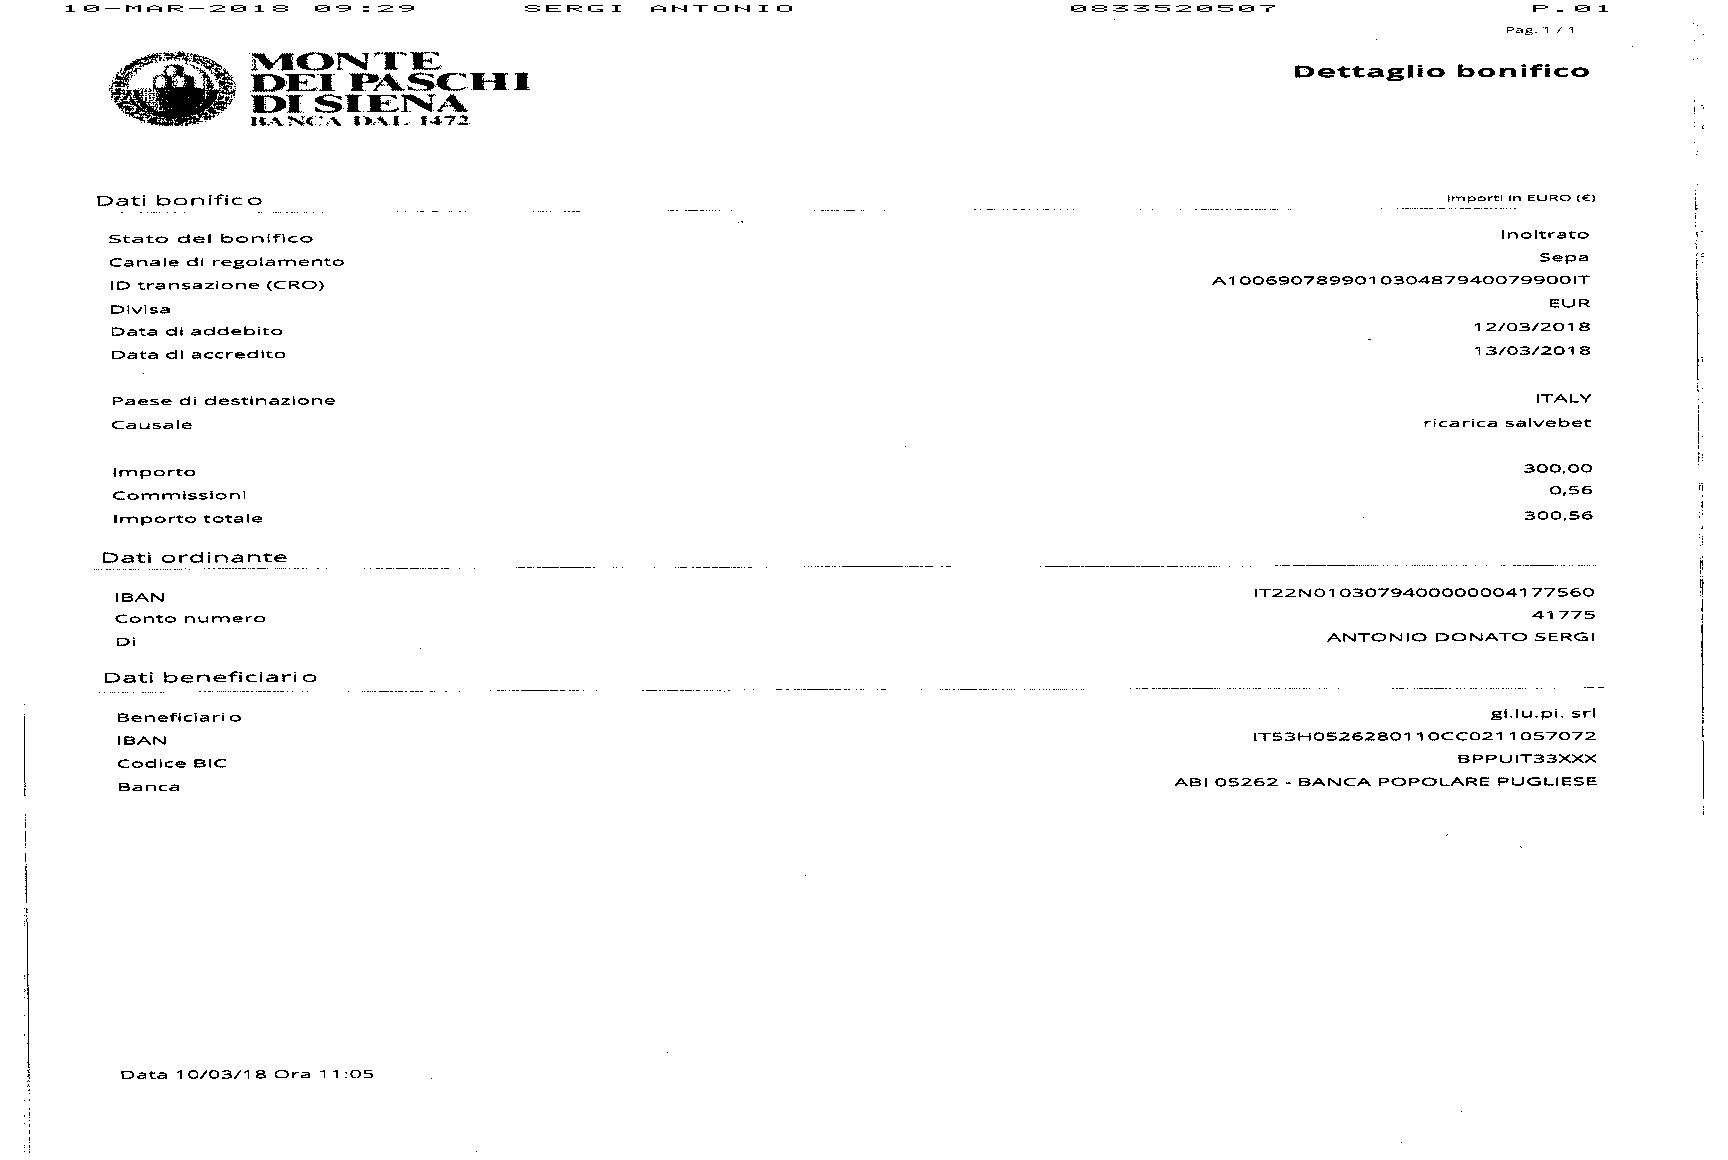 10-MAR-2018 09:29 SERGI ANTONIO 0833520507 P.01
Pag. 1 / 1
MONTE
DEI PASCHI
DI SIENA
BANCA DAL 1472
Dettaglio bonifico
Dati bonifico Importi in EURO (€)
Stato del bonifico Inoltrato
Canale di regolamento Sepa
ID transazione (CRO) A100690789901030487940079900IT
Divisa EUR
Data di addebito 12/03/2018
Data di accredito 13/03/2018
Paese di destinazione ITALY
Causale ricarica salvebet
Importo 300,00
Commissioni 0,56
Importo totale 300,56
Dati ordinante
IBAN IT22N0103079400000004177560
Conto numero 41775
Di ANTONIO DONATO SERGI
Dati beneficiario
Beneficiario gi.lu.pi. srl
IBAN IT53H0526280110CC0211057072
Codice BIC BPPUIT33XXX
Banca ABI 05262 - BANCA POPOLARE PUGLIESE
Data 10/03/18 Ora 11:05